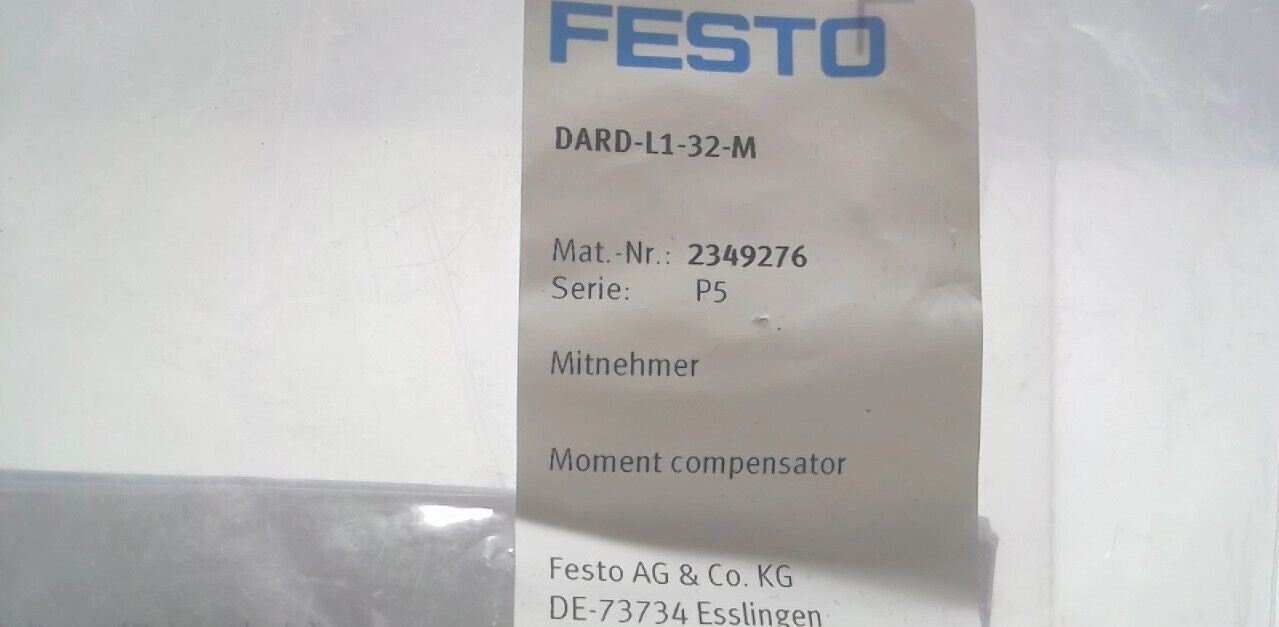 FESTO
DARD-L1-32-M
Mat.-Nr.: 2349276
Serie: P5
Mitnehmer
Moment compensator
Festo AG & Co. KG
DE-73734 Esslingen